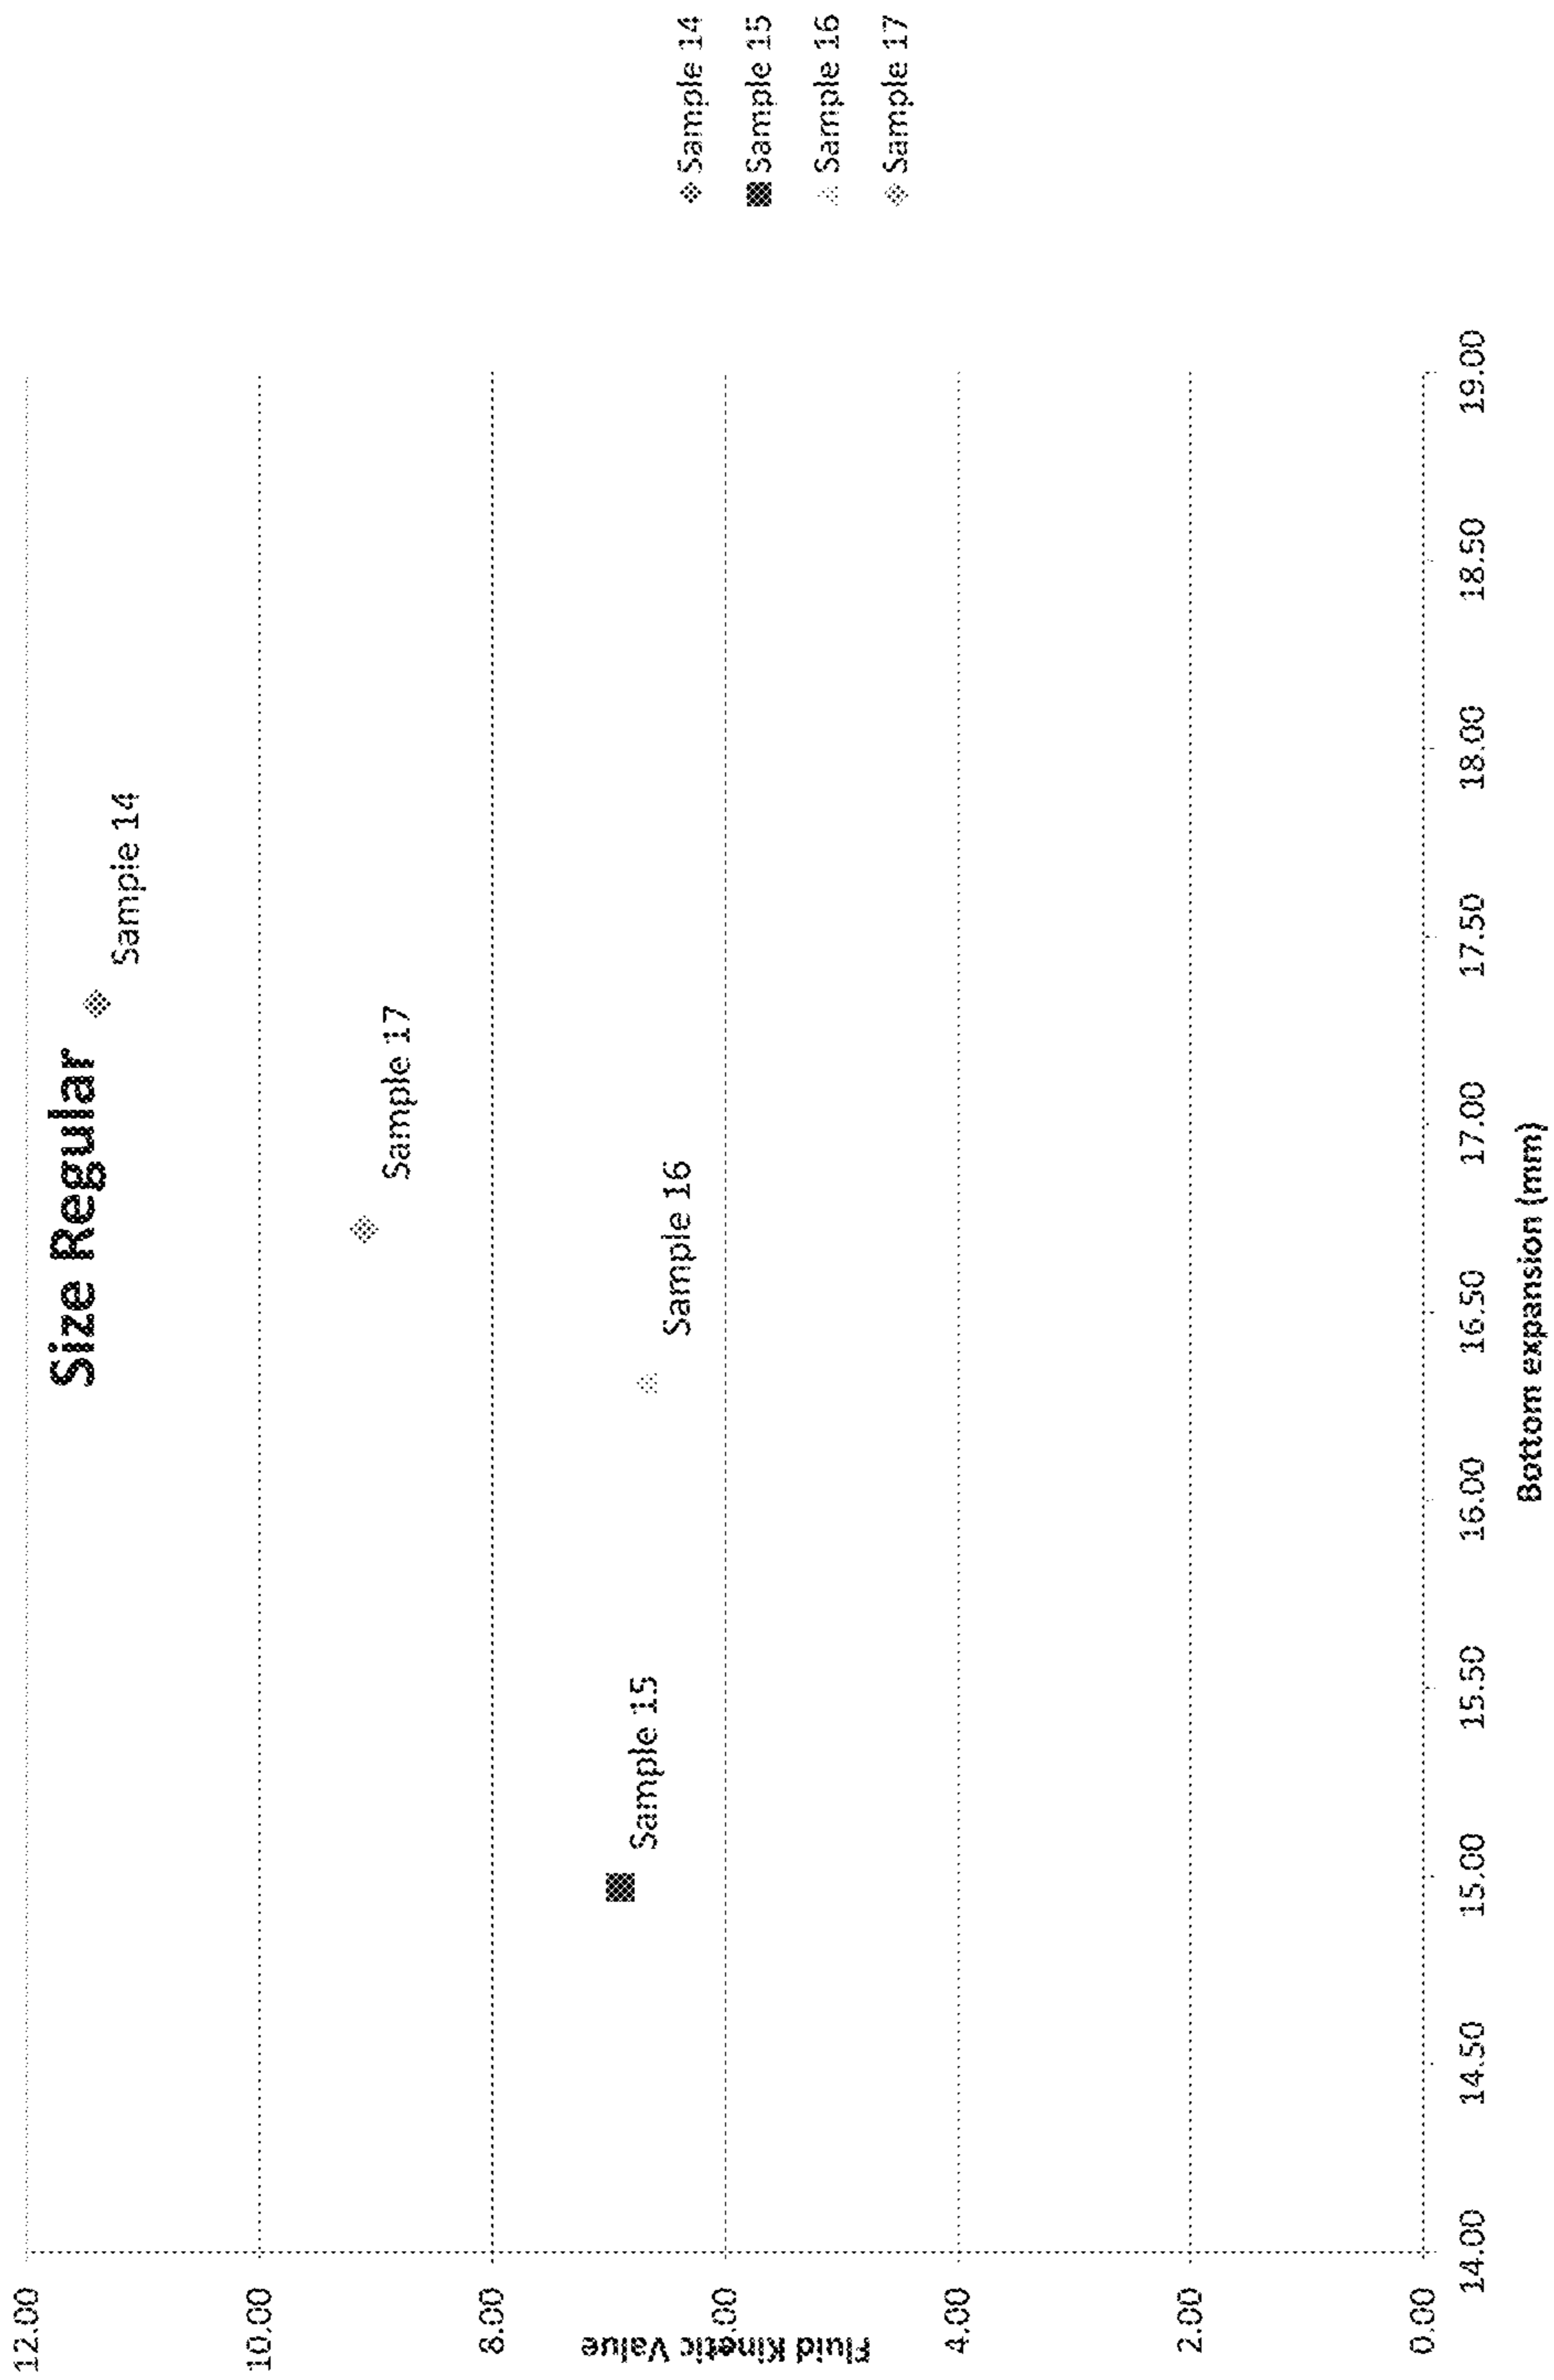 Size Regular
12.00
10.00
8.00
6.00
4.00
2.00
0.00
Fluid Kinetic Value
Sample 14
Sample 17
Sample 16
Sample 15
14.00 14.50 15.00 15.50 16.00 16.50 17.00 17.50 18.00 18.50 19.00
Bottom expansion (mm)
Sample 14
Sample 15
Sample 16
Sample 17